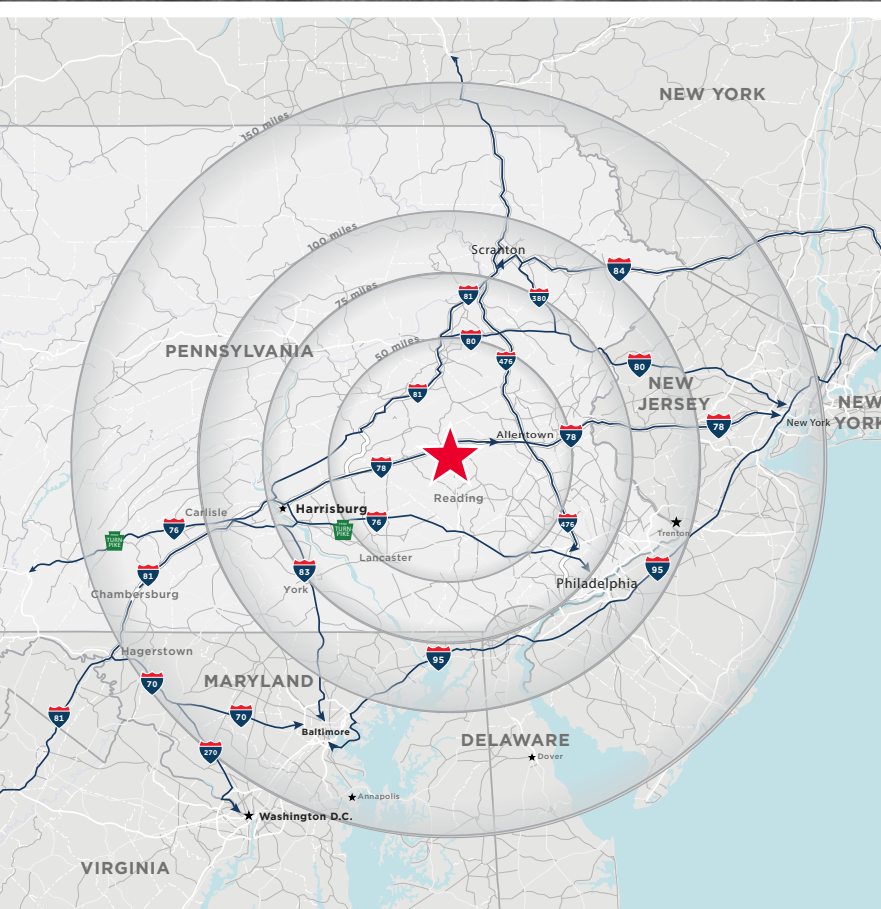 NEW YORK
150 miles
100 miles
Scranton
84
75 miles
81
380
80
50 miles
PENNSYLVANIA
476
80
NEW
JERSEY
81
NEW
YORK
New York
78
Allentown
78
78
Reading
Harrisburg
Carlisle
76
TURN
PIKE
76
TURN
PIKE
476
Trenton
Lancaster
81
83
95
Philadelphia
Chambersburg
York
Hagerstown
95
MARYLAND
70
70
81
Baltimore
DELAWARE
270
Dover
Annapolis
Washington D.C.
VIRGINIA